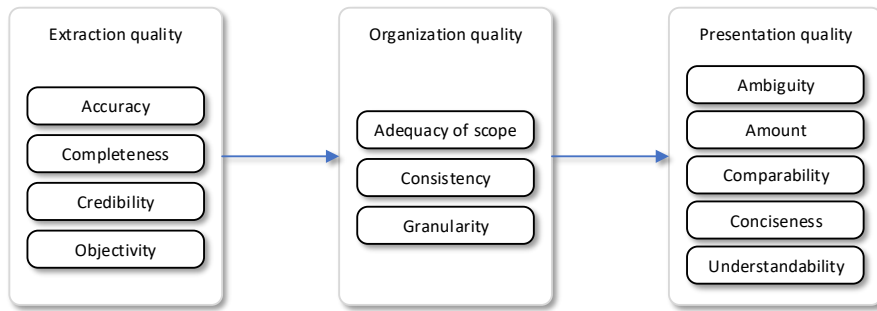 Extraction quality
Accuracy
Completeness
Credibility
Objectivity
Organization quality
Adequacy of scope
Consistency
Granularity
Presentation quality
Ambiguity
Amount
Comparability
Conciseness
Understandability